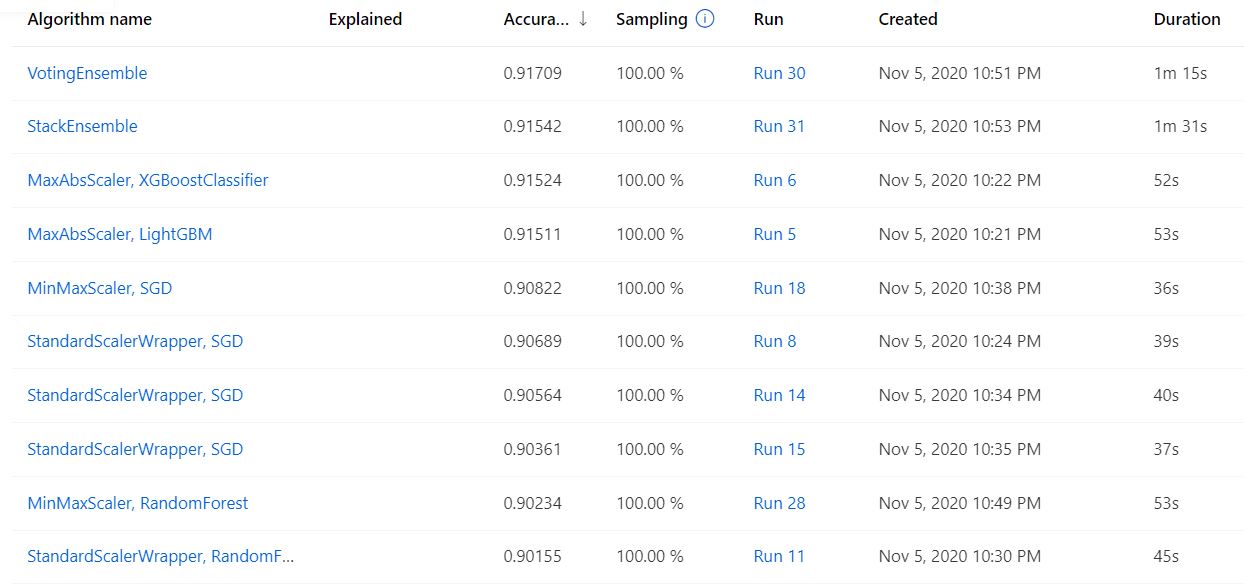 Algorithm name Explained Accura... ↓ Sampling ⓘ Run Created Duration
VotingEnsemble 0.91709 100.00 % Run 30 Nov 5, 2020 10:51 PM 1m 15s
StackEnsemble 0.91542 100.00 % Run 31 Nov 5, 2020 10:53 PM 1m 31s
MaxAbsScaler, XGBoostClassifier 0.91524 100.00 % Run 6 Nov 5, 2020 10:22 PM 52s
MaxAbsScaler, LightGBM 0.91511 100.00 % Run 5 Nov 5, 2020 10:21 PM 53s
MinMaxScaler, SGD 0.90822 100.00 % Run 18 Nov 5, 2020 10:38 PM 36s
StandardScalerWrapper, SGD 0.90689 100.00 % Run 8 Nov 5, 2020 10:24 PM 39s
StandardScalerWrapper, SGD 0.90564 100.00 % Run 14 Nov 5, 2020 10:34 PM 40s
StandardScalerWrapper, SGD 0.90361 100.00 % Run 15 Nov 5, 2020 10:35 PM 37s
MinMaxScaler, RandomForest 0.90234 100.00 % Run 28 Nov 5, 2020 10:49 PM 53s
StandardScalerWrapper, RandomF... 0.90155 100.00 % Run 11 Nov 5, 2020 10:30 PM 45s